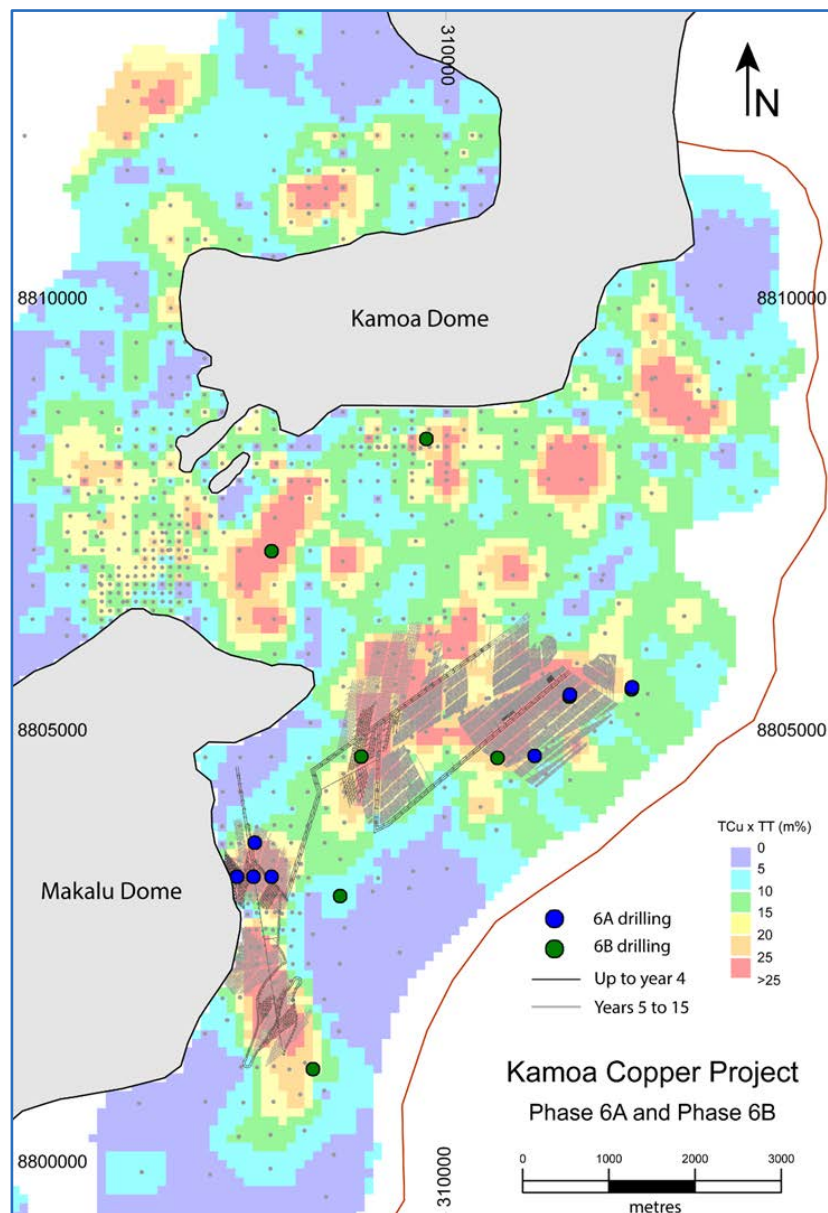 310000
N
8810000
8810000
Kamoa Dome
8805000
8805000
TCu x TT (m%)
0
5
10
15
20
25
>25
Makalu Dome
6A drilling
6B drilling
Up to year 4
Years 5 to 15
Kamoa Copper Project
Phase 6A and Phase 6B
8800000
310000
0 1000 2000 3000
metres